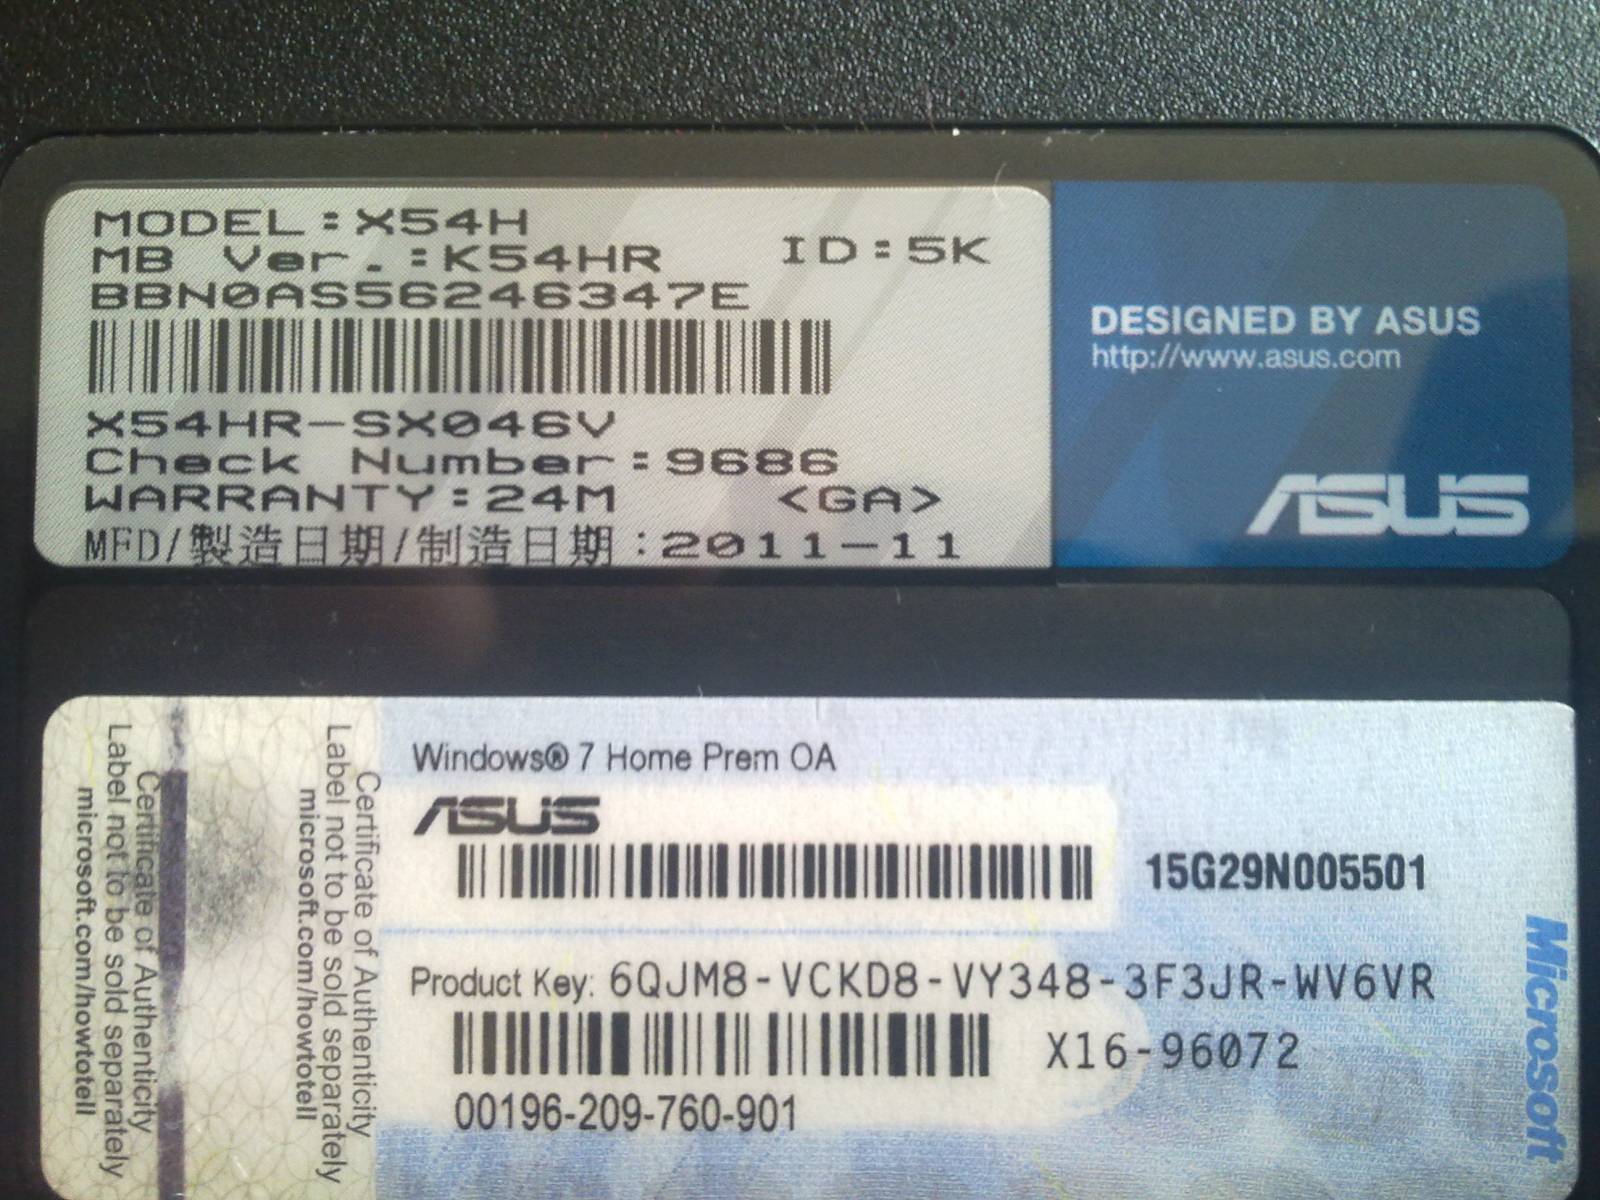 MODEL:X54H
MB Ver.:K54HR ID:5K
BBN0AS56246347E
X54HR-SX046V
Check Number:9686
WARRANTY:24M <GA>
MFD/製造日期/制造日期:2011-11
DESIGNED BY ASUS
http://www.asus.com
ASUS
Certificate of Authenticity
Label not to be sold separately
microsoft.com/howtotell
Certificate of Authenticity
Label not to be sold separately
microsoft.com/howtotell
Windows® 7 Home Prem OA
ASUS
15G29N005501
Product Key: 6QJM8-VCKD8-VY348-3F3JR-WV6VR
X16-96072
00196-209-760-901
Microsoft